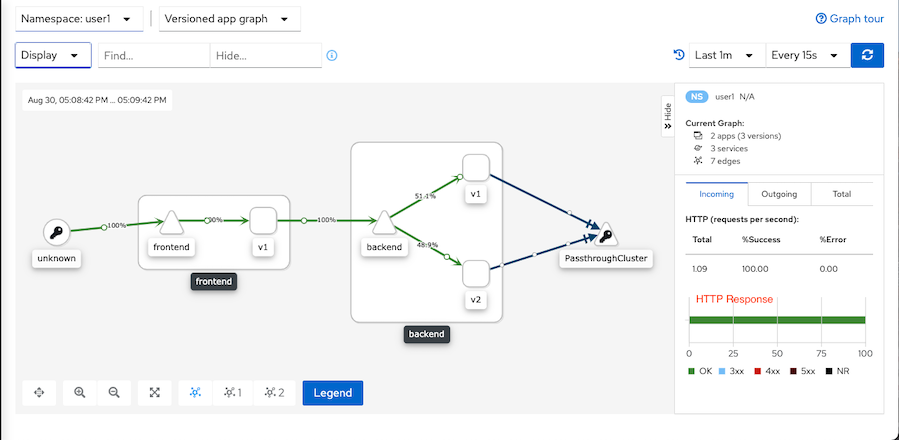 Namespace: user1
Versioned app graph
Graph tour
Display
Find...
Hide...
Last 1m
Every 15s
Aug 30, 05:08:42 PM ... 05:09:42 PM
Hide
NS user1 N/A
Current Graph:
2 apps (3 versions)
3 services
7 edges
Incoming
Outgoing
Total
HTTP (requests per second):
Total %Success %Error
1.09 100.00 0.00
HTTP Response
0 25 50 75 100
OK 3xx 4xx 5xx NR
100%
unknown
frontend
v1
frontend
100%
51.1%
48.9%
backend
v1
v2
backend
PassthroughCluster
1
2
Legend